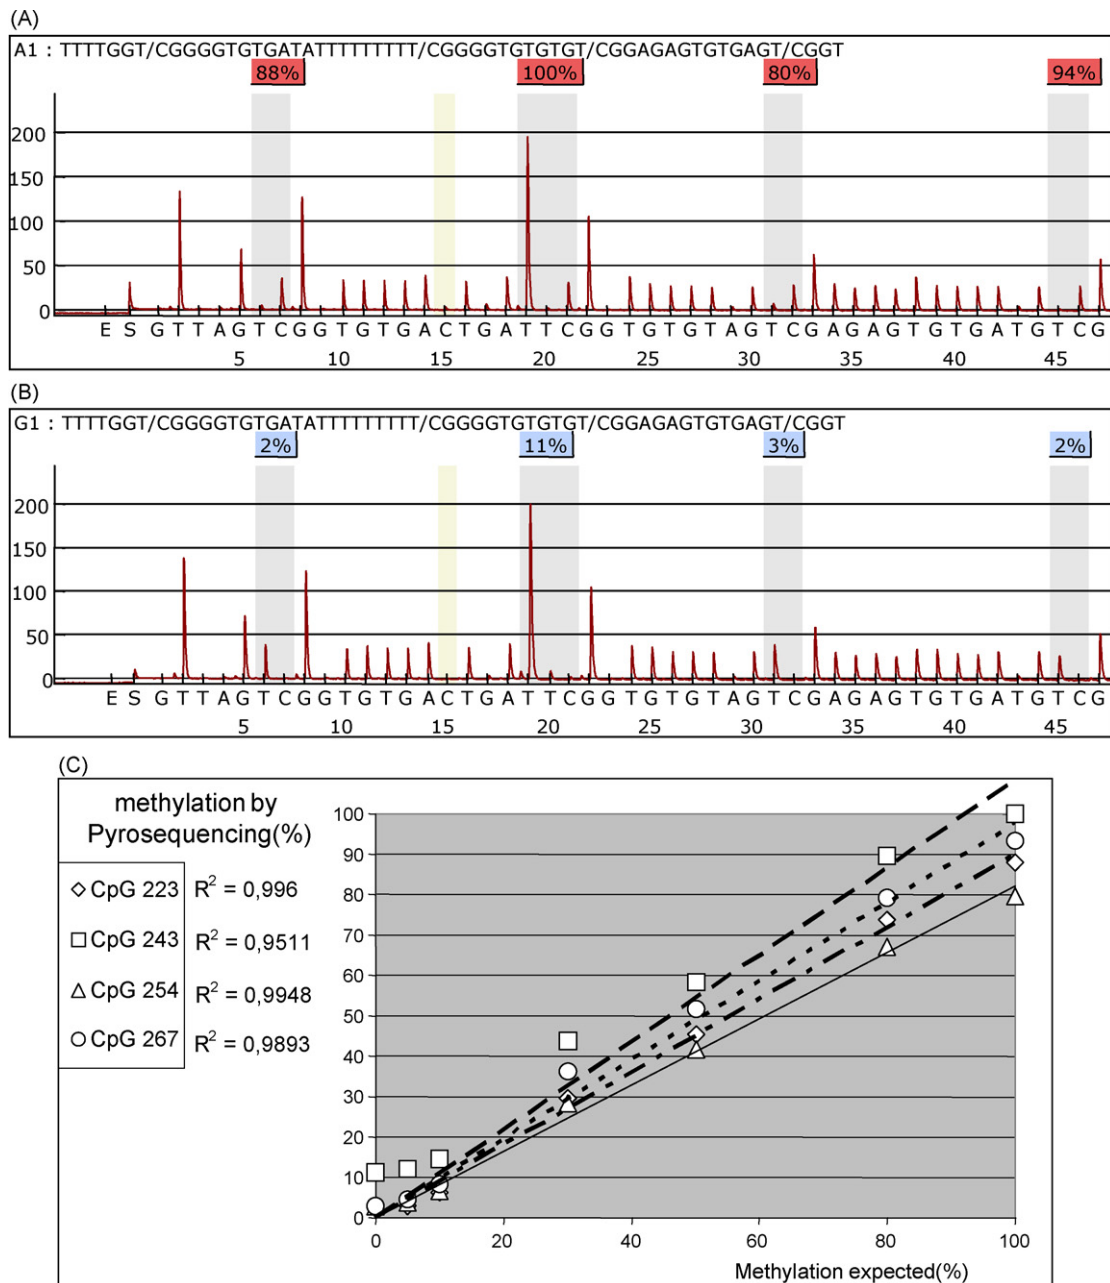 (A)
A1 : TTTTGGT/CGGGGTGTGATATTTTTTTTT/CGGGGTGTGTGT/CGGAGAGTGTGAGT/CGGT
88% 100% 80% 94%
200
150
100
50
0
E S G T T A G T C G G T G T G A C T G A T T C G G T G T G T A G T C G A G A G T G T G A T G T C G
5 10 15 20 25 30 35 40 45
(B)
G1 : TTTTGGT/CGGGGTGTGATATTTTTTTTT/CGGGGTGTGTGT/CGGAGAGTGTGAGT/CGGT
2% 11% 3% 2%
200
150
100
50
0
E S G T T A G T C G G T G T G A C T G A T T C G G T G T G T A G T C G A G A G T G T G A T G T C G
5 10 15 20 25 30 35 40 45
(C)
methylation by
Pyrosequencing(%)
CpG 223 R² = 0,996
CpG 243 R² = 0,9511
CpG 254 R² = 0,9948
CpG 267 R² = 0,9893
100
90
80
70
60
50
40
30
20
10
0
0 20 40 60 80 100
Methylation expected(%)